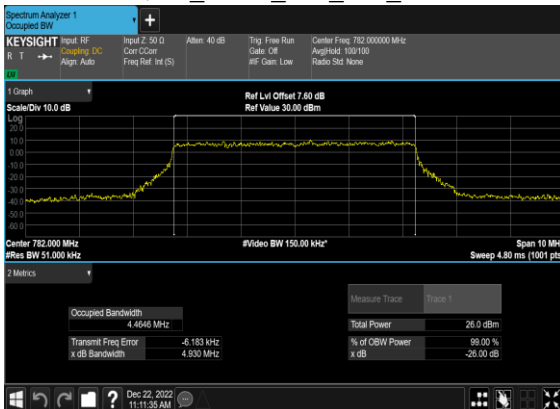 Spectrum Analyzer 1
Occupied BW
KEYSIGHT
R T
Input: RF
Coupling: DC
Align: Auto
Input Z: 50 Ω
Corr CCorr
Freq Ref: Int (S)
Atten: 40 dB
Trig: Free Run
Gate: Off
#IF Gain: Low
Center Freq: 782.000000 MHz
Avg|Hold: 100/100
Radio Std: None
1 Graph
Scale/Div 10.0 dB
Ref Lvl Offset 7.60 dB
Ref Value 30.00 dBm
Log
20.0
10.0
0.00
-10.0
-20.0
-30.0
-40.0
-50.0
-60.0
Center 782.000 MHz
#Res BW 51.000 kHz
#Video BW 150.00 kHz*
Span 10 MH
Sweep 4.80 ms (1001 pts
2 Metrics
Measure Trace
Trace 1
Occupied Bandwidth
4.4646 MHz
Total Power
26.0 dBm
Transmit Freq Error
-6.183 kHz
% of OBW Power
99.00 %
x dB Bandwidth
4.930 MHz
x dB
-26.00 dB
?
Dec 22, 2022
11:11:35 AM